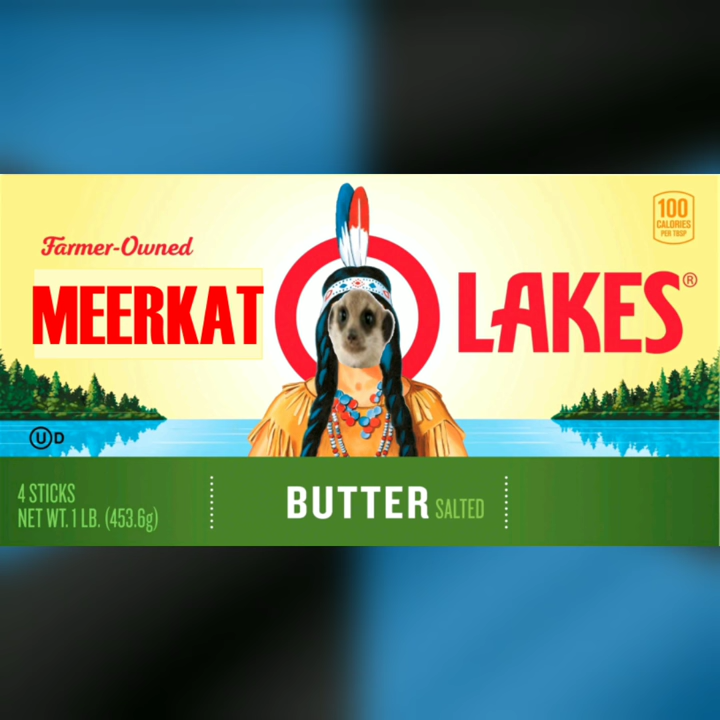 Farmer-Owned
MEERKAT O LAKES®
100
CALORIES
PER TBSP
U D
4 STICKS
NET WT. 1 LB. (453.6g)
BUTTER SALTED